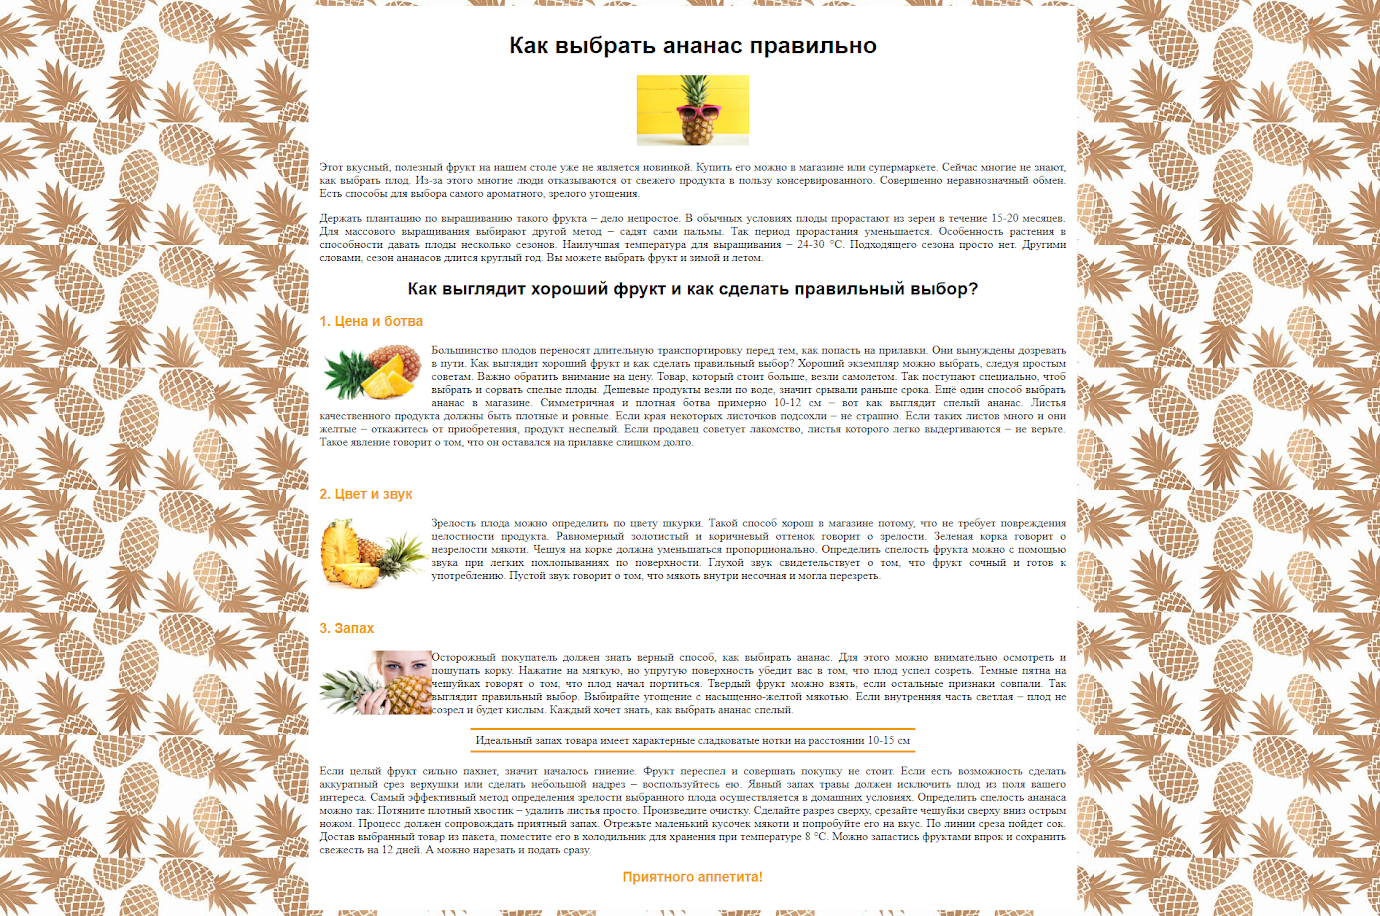 Как выбрать ананас правильно
Этот вкусный, полезный фрукт на нашем столе уже не является новинкой. Купить его можно в магазине или супермаркете. Сейчас многие не знают,
как выбрать плод. Из-за этого многие люди отказываются от свежего продукта в пользу консервированного. Совершенно неравнозначный обмен.
Есть способы для выбора самого ароматного, зрелого угощения.
Держать плантацию по выращиванию такого фрукта – дело непростое. В обычных условиях плоды прорастают из зерен в течение 15-20 месяцев.
Для массового выращивания выбирают другой метод – садят сами пальмы. Так период прорастания уменьшается. Особенность растения в
способности давать плоды несколько сезонов. Наилучшая температура для выращивания – 24-30 °С. Подходящего сезона просто нет. Другими
словами, сезон ананасов длится круглый год. Вы можете выбрать фрукт и зимой и летом.
Как выглядит хороший фрукт и как сделать правильный выбор?
1. Цена и ботва
Большинство плодов переносят длительную транспортировку перед тем, как попасть на прилавки. Они вынуждены дозревать
в пути. Как выглядит хороший фрукт и как сделать правильный выбор? Хороший экземпляр можно выбрать, следуя простым
советам. Важно обратить внимание на цену. Товар, который стоит больше, везли самолетом. Так поступают специально, чтоб
выбрать и сорвать спелые плоды. Дешевые продукты везли по воде, значит срывали раньше срока. Ещё один способ выбрать
ананас в магазине. Симметричная и плотная ботва примерно 10-12 см – вот как выглядит спелый ананас. Листья
качественного продукта должны быть плотные и ровные. Если края некоторых листочков подсохли – не страшно. Если таких листов много и они
желтые – откажитесь от приобретения, продукт неспелый. Если продавец советует лакомство, листья которого легко выдергиваются – не верьте.
Такое явление говорит о том, что он оставался на прилавке слишком долго.
2. Цвет и звук
Зрелость плода можно определить по цвету шкурки. Такой способ хорош в магазине потому, что не требует повреждения
целостности продукта. Равномерный золотистый и коричневый оттенок говорит о зрелости. Зеленая корка говорит о
незрелости мякоти. Чешуя на корке должна уменьшаться пропорционально. Определить спелость фрукта можно с помощью
звука при легких похлопываниях по поверхности. Глухой звук свидетельствует о том, что фрукт сочный и готов к
употреблению. Пустой звук говорит о том, что мякоть внутри несочная и могла перезреть.
3. Запах
Осторожный покупатель должен знать верный способ, как выбирать ананас. Для этого можно внимательно осмотреть и
пощупать корку. Нажатие на мягкую, но упругую поверхность убедит вас в том, что плод успел созреть. Темные пятна на
чешуйках говорят о том, что плод начал портиться. Твердый фрукт можно взять, если остальные признаки совпали. Так
выглядит правильный выбор. Выбирайте угощение с насыщенно-желтой мякотью. Если внутренняя часть светлая – плод не
созрел и будет кислым. Каждый хочет знать, как выбрать ананас спелый.
Идеальный запах товара имеет характерные сладковатые нотки на расстоянии 10-15 см
Если целый фрукт сильно пахнет, значит началось гниение. Фрукт переспел и совершать покупку не стоит. Если есть возможность сделать
аккуратный срез верхушки или сделать небольшой надрез – воспользуйтесь ею. Явный запах травы должен исключить плод из поля вашего
интереса. Самый эффективный метод определения зрелости выбранного плода осуществляется в домашних условиях. Определить спелость ананаса
можно так: Потяните плотный хвостик – удалить листья просто. Произведите очистку. Сделайте разрез сверху, срезайте чешуйки сверху вниз острым
ножом. Процесс должен сопровождать приятный запах. Отрежьте маленький кусочек мякоти и попробуйте его на вкус. По линии среза пойдет сок.
Достав выбранный товар из пакета, поместите его в холодильник для хранения при температуре 8 °С. Можно запастись фруктами впрок и сохранить
свежесть на 12 дней. А можно нарезать и подать сразу.
Приятного аппетита!